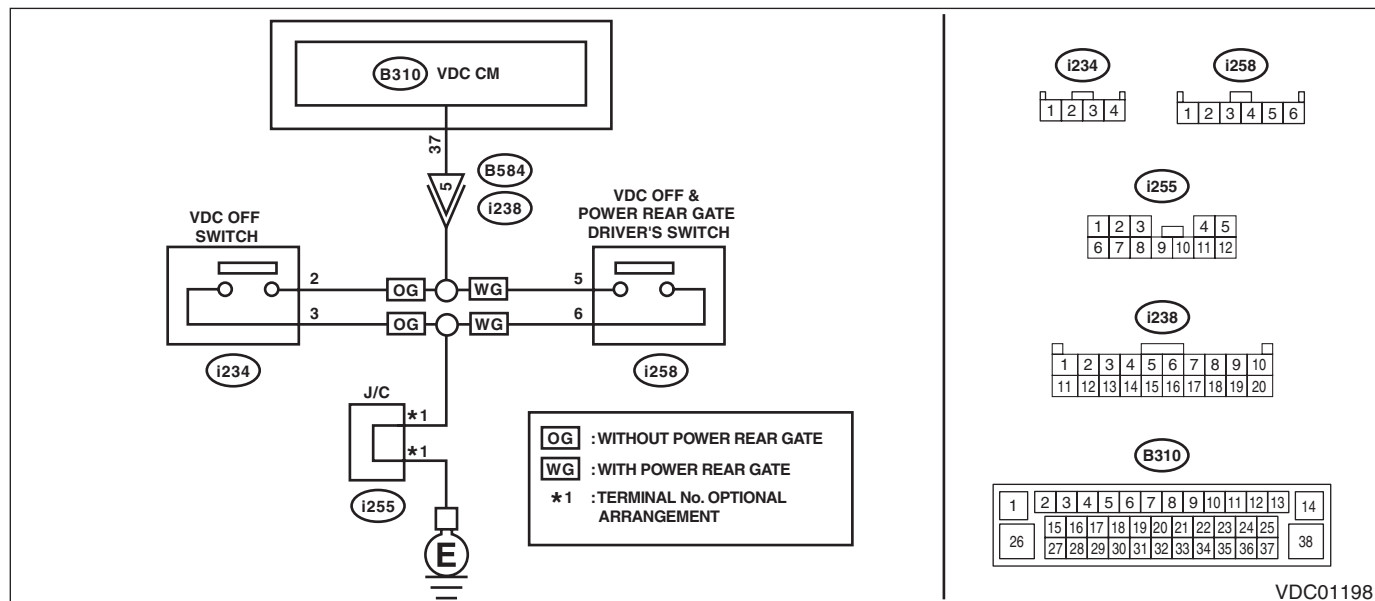 B310 VDC CM
37
5
B584
i238
VDC OFF
SWITCH
VDC OFF &
POWER REAR GATE
DRIVER'S SWITCH
2 OG WG 5
3 OG WG 6
i234
i258
J/C
*1
*1
i255
E
OG : WITHOUT POWER REAR GATE
WG : WITH POWER REAR GATE
*1 : TERMINAL No. OPTIONAL
ARRANGEMENT
i234
1 2 3 4
i258
1 2 3 4 5 6
i255
1 2 3 4 5
6 7 8 9 10 11 12
i238
1 2 3 4 5 6 7 8 9 10
11 12 13 14 15 16 17 18 19 20
B310
1 2 3 4 5 6 7 8 9 10 11 12 13 14
15 16 17 18 19 20 21 22 23 24 25
26 27 28 29 30 31 32 33 34 35 36 37 38
VDC01198